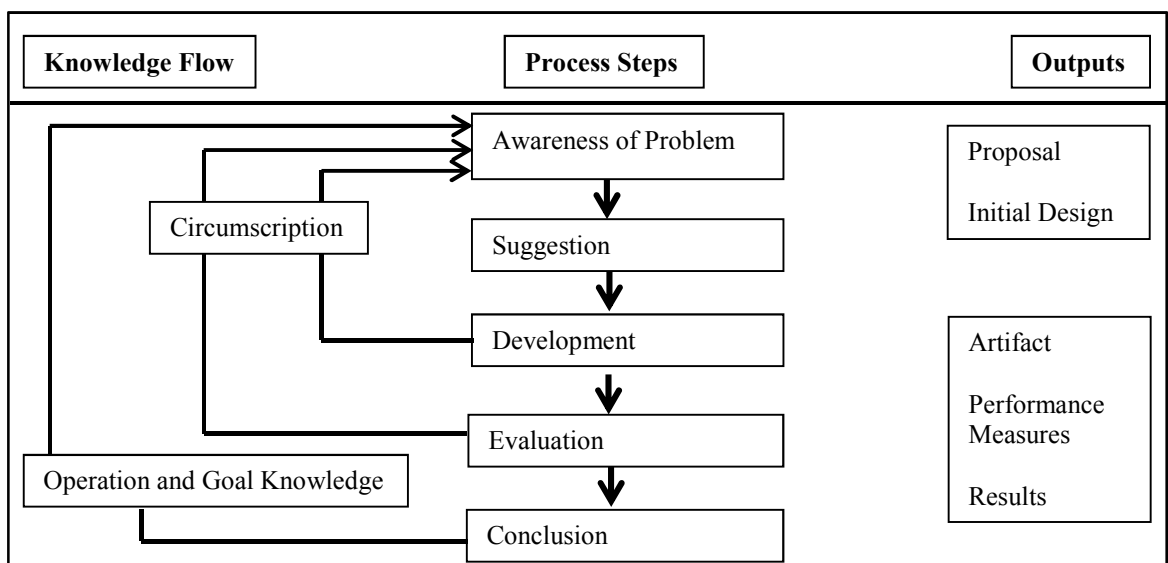 Knowledge Flow
Process Steps
Outputs
Awareness of Problem
Proposal
Initial Design
Circumscription
Suggestion
Development
Artifact
Performance
Measures
Evaluation
Operation and Goal Knowledge
Results
Conclusion